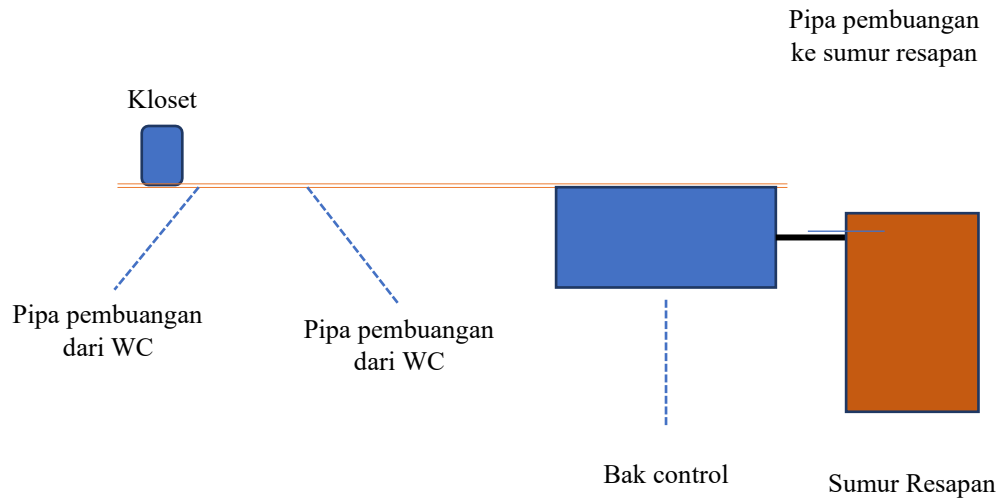 Pipa pembuangan
ke sumur resapan
Kloset
Pipa pembuangan
dari WC
Pipa pembuangan
dari WC
Bak control
Sumur Resapan